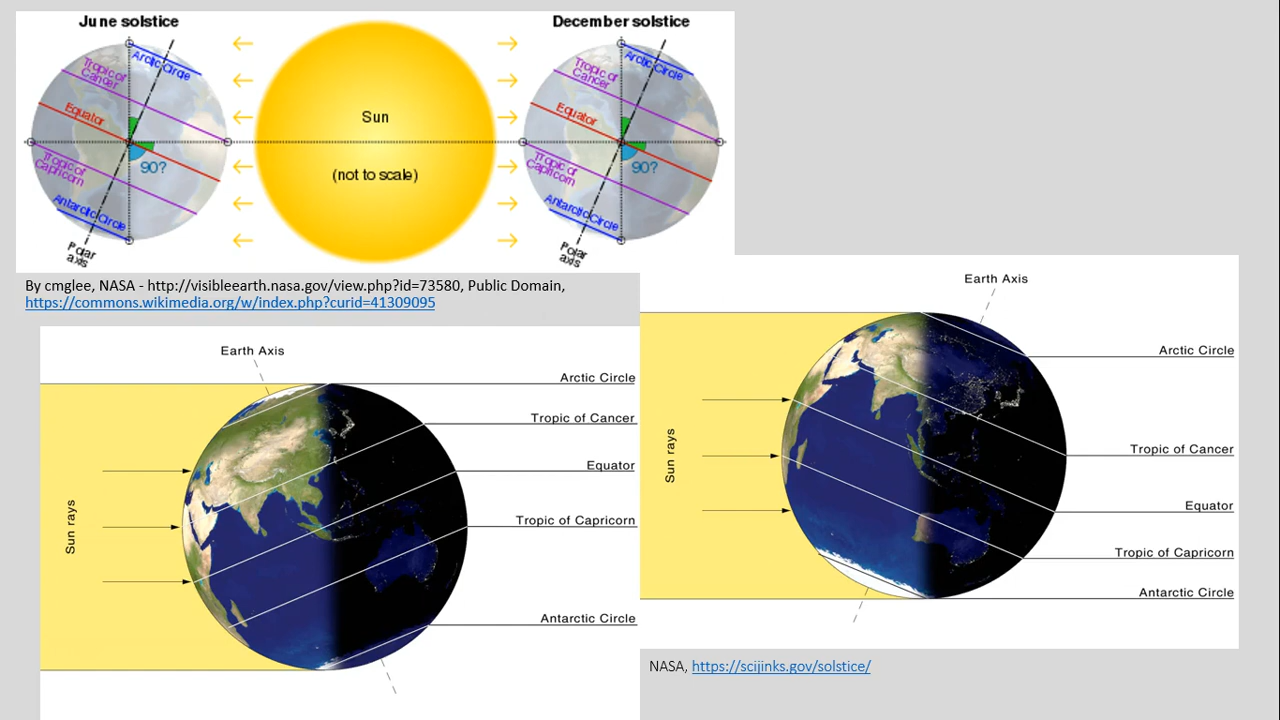 June solstice
December solstice
Arctic Circle
Tropic of
Cancer
Equator
90?
Tropic of
Capricorn
Antarctic Circle
Polar
axis
Sun
(not to scale)
Arctic Circle
Tropic of
Cancer
Equator
90?
Tropic of
Capricorn
Antarctic Circle
Polar
axis
By cmglee, NASA - http://visibleearth.nasa.gov/view.php?id=73580, Public Domain,
https://commons.wikimedia.org/w/index.php?curid=41309095
Earth Axis
Arctic Circle
Tropic of Cancer
Equator
Tropic of Capricorn
Antarctic Circle
Sun rays
Earth Axis
Arctic Circle
Sun rays
Tropic of Cancer
Equator
Tropic of Capricorn
Antarctic Circle
NASA, https://scijinks.gov/solstice/